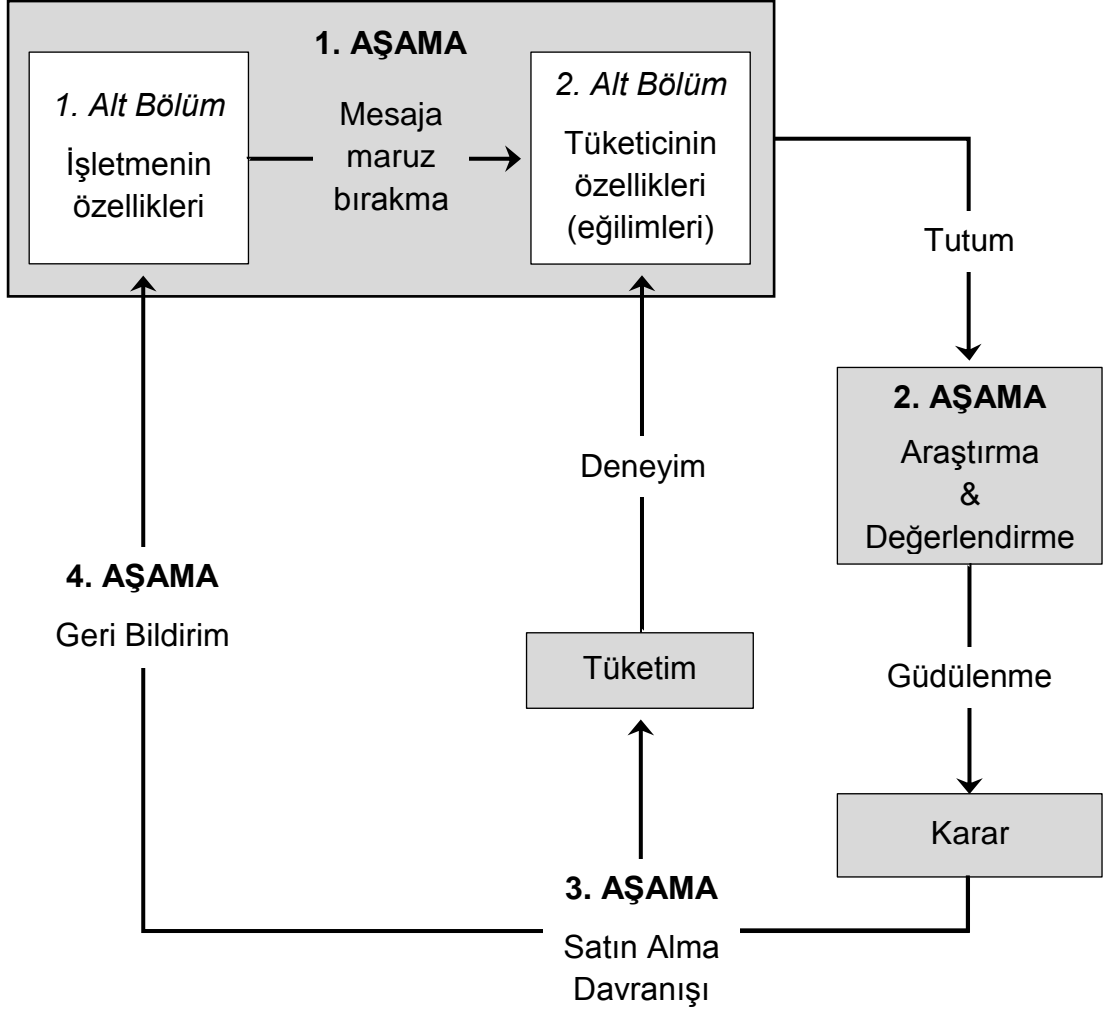 1. AŞAMA
1. Alt Bölüm
İşletmenin
özellikleri
Mesaja
maruz
bırakma
2. Alt Bölüm
Tüketicinin
özellikleri
(eğilimleri)
Tutum
2. AŞAMA
Araştırma
&
Değerlendirme
Güdülenme
Karar
3. AŞAMA
Satın Alma
Davranışı
Tüketim
Deneyim
4. AŞAMA
Geri Bildirim